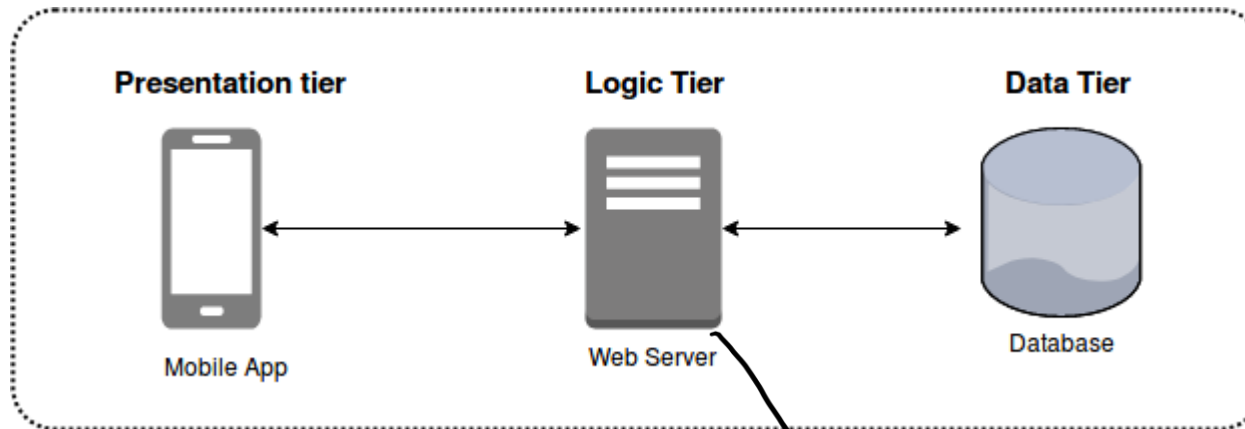 Presentation tier
Logic Tier
Data Tier
Mobile App
Web Server
Database